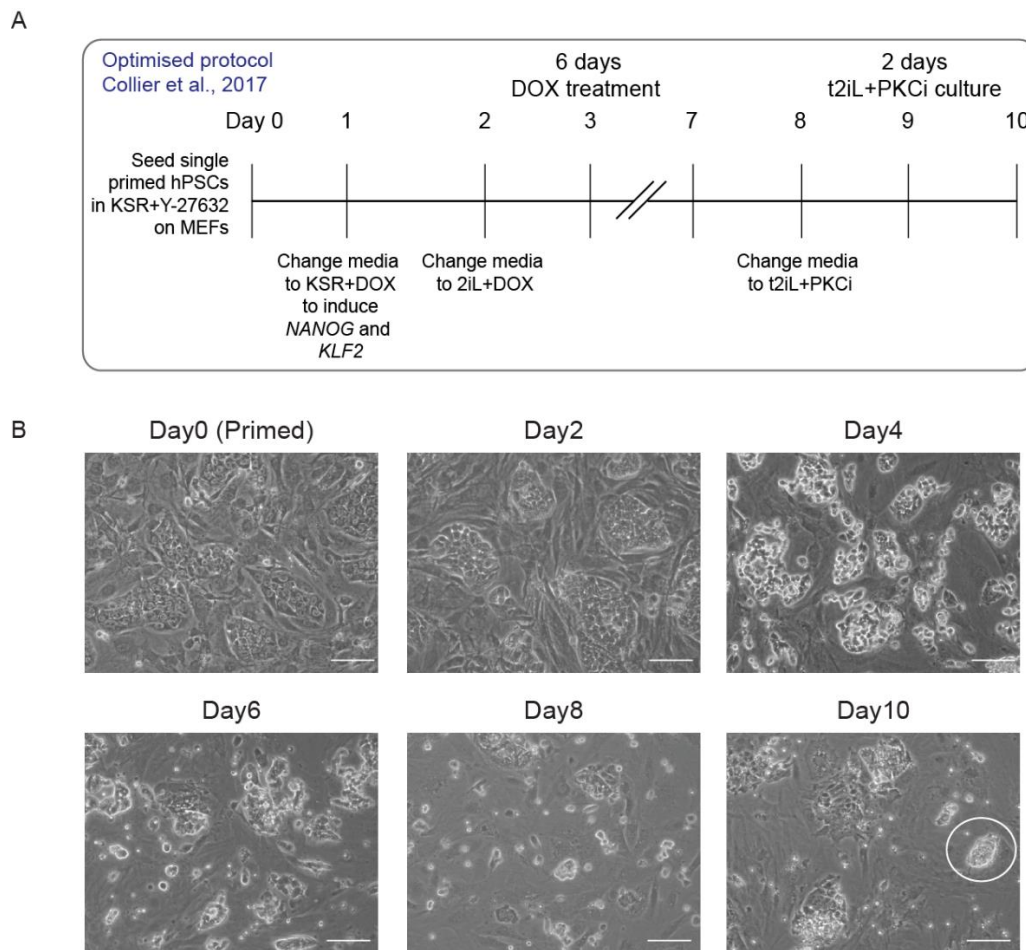 A
Optimised protocol
Collier et al., 2017
6 days
DOX treatment
2 days
t2iL+PKCi culture
Day 0 1 2 3 7 8 9 10
Seed single
primed hPSCs
in KSR+Y-27632
on MEFs
Change media
to KSR+DOX
to induce
NANOG and
KLF2
Change media
to 2iL+DOX
Change media
to t2iL+PKCi
B
Day0 (Primed)
Day2
Day4
Day6
Day8
Day10